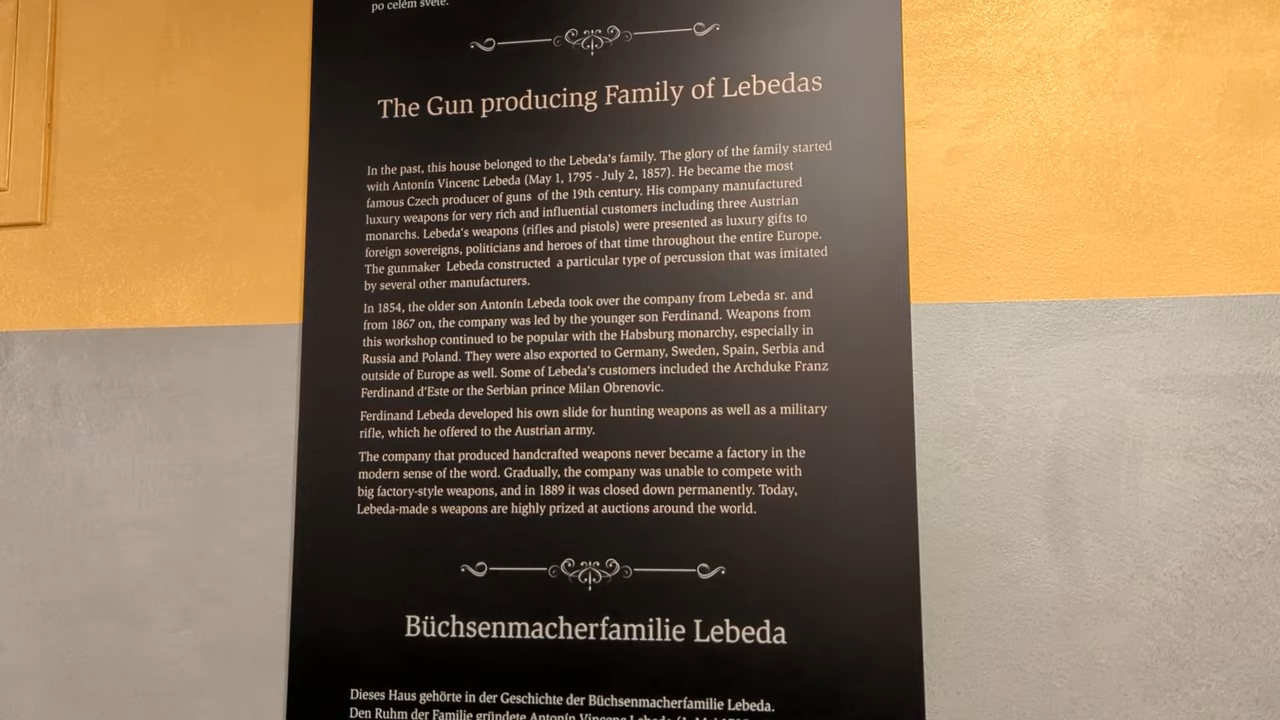 po celém světe.
The Gun producing Family of Lebedas
In the past, this house belonged to the Lebeda's family. The glory of the family started
with Antonín Vincenc Lebeda (May 1, 1795 - July 2, 1857). He became the most
famous Czech producer of guns of the 19th century. His company manufactured
luxury weapons for very rich and influential customers including three Austrian
monarchs. Lebeda's weapons (rifles and pistols) were presented as luxury gifts to
foreign sovereigns, politicians and heroes of that time throughout the entire Europe.
The gunmaker Lebeda constructed a particular type of percussion that was imitated
by several other manufacturers.
In 1854, the older son Antonín Lebeda took over the company from Lebeda sr. and
from 1867 on, the company was led by the younger son Ferdinand. Weapons from
this workshop continued to be popular with the Habsburg monarchy, especially in
Russia and Poland. They were also exported to Germany, Sweden, Spain, Serbia and
outside of Europe as well. Some of Lebeda's customers included the Archduke Franz
Ferdinand d'Este or the Serbian prince Milan Obrenovic.
Ferdinand Lebeda developed his own slide for hunting weapons as well as a military
rifle, which he offered to the Austrian army.
The company that produced handcrafted weapons never became a factory in the
modern sense of the word. Gradually, the company was unable to compete with
big factory-style weapons, and in 1889 it was closed down permanently. Today,
Lebeda-made s weapons are highly prized at auctions around the world.
Büchsenmacherfamilie Lebeda
Dieses Haus gehörte in der Geschichte der Büchsenmacherfamilie Lebeda.
Den Ruhm der Familie gründete Antonín Vincenc Lebeda (1. Mai